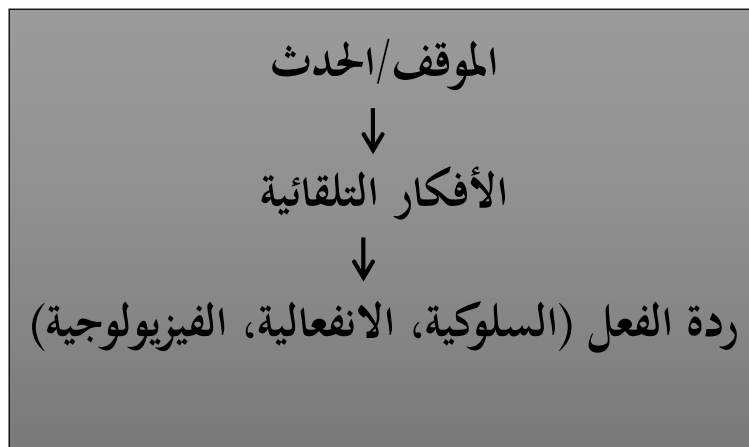 الموقف/الحدث
↓
الأفكار التلقائية
↓
ردة الفعل (السلوكية، الانفعالية، الفيزيولوجية)